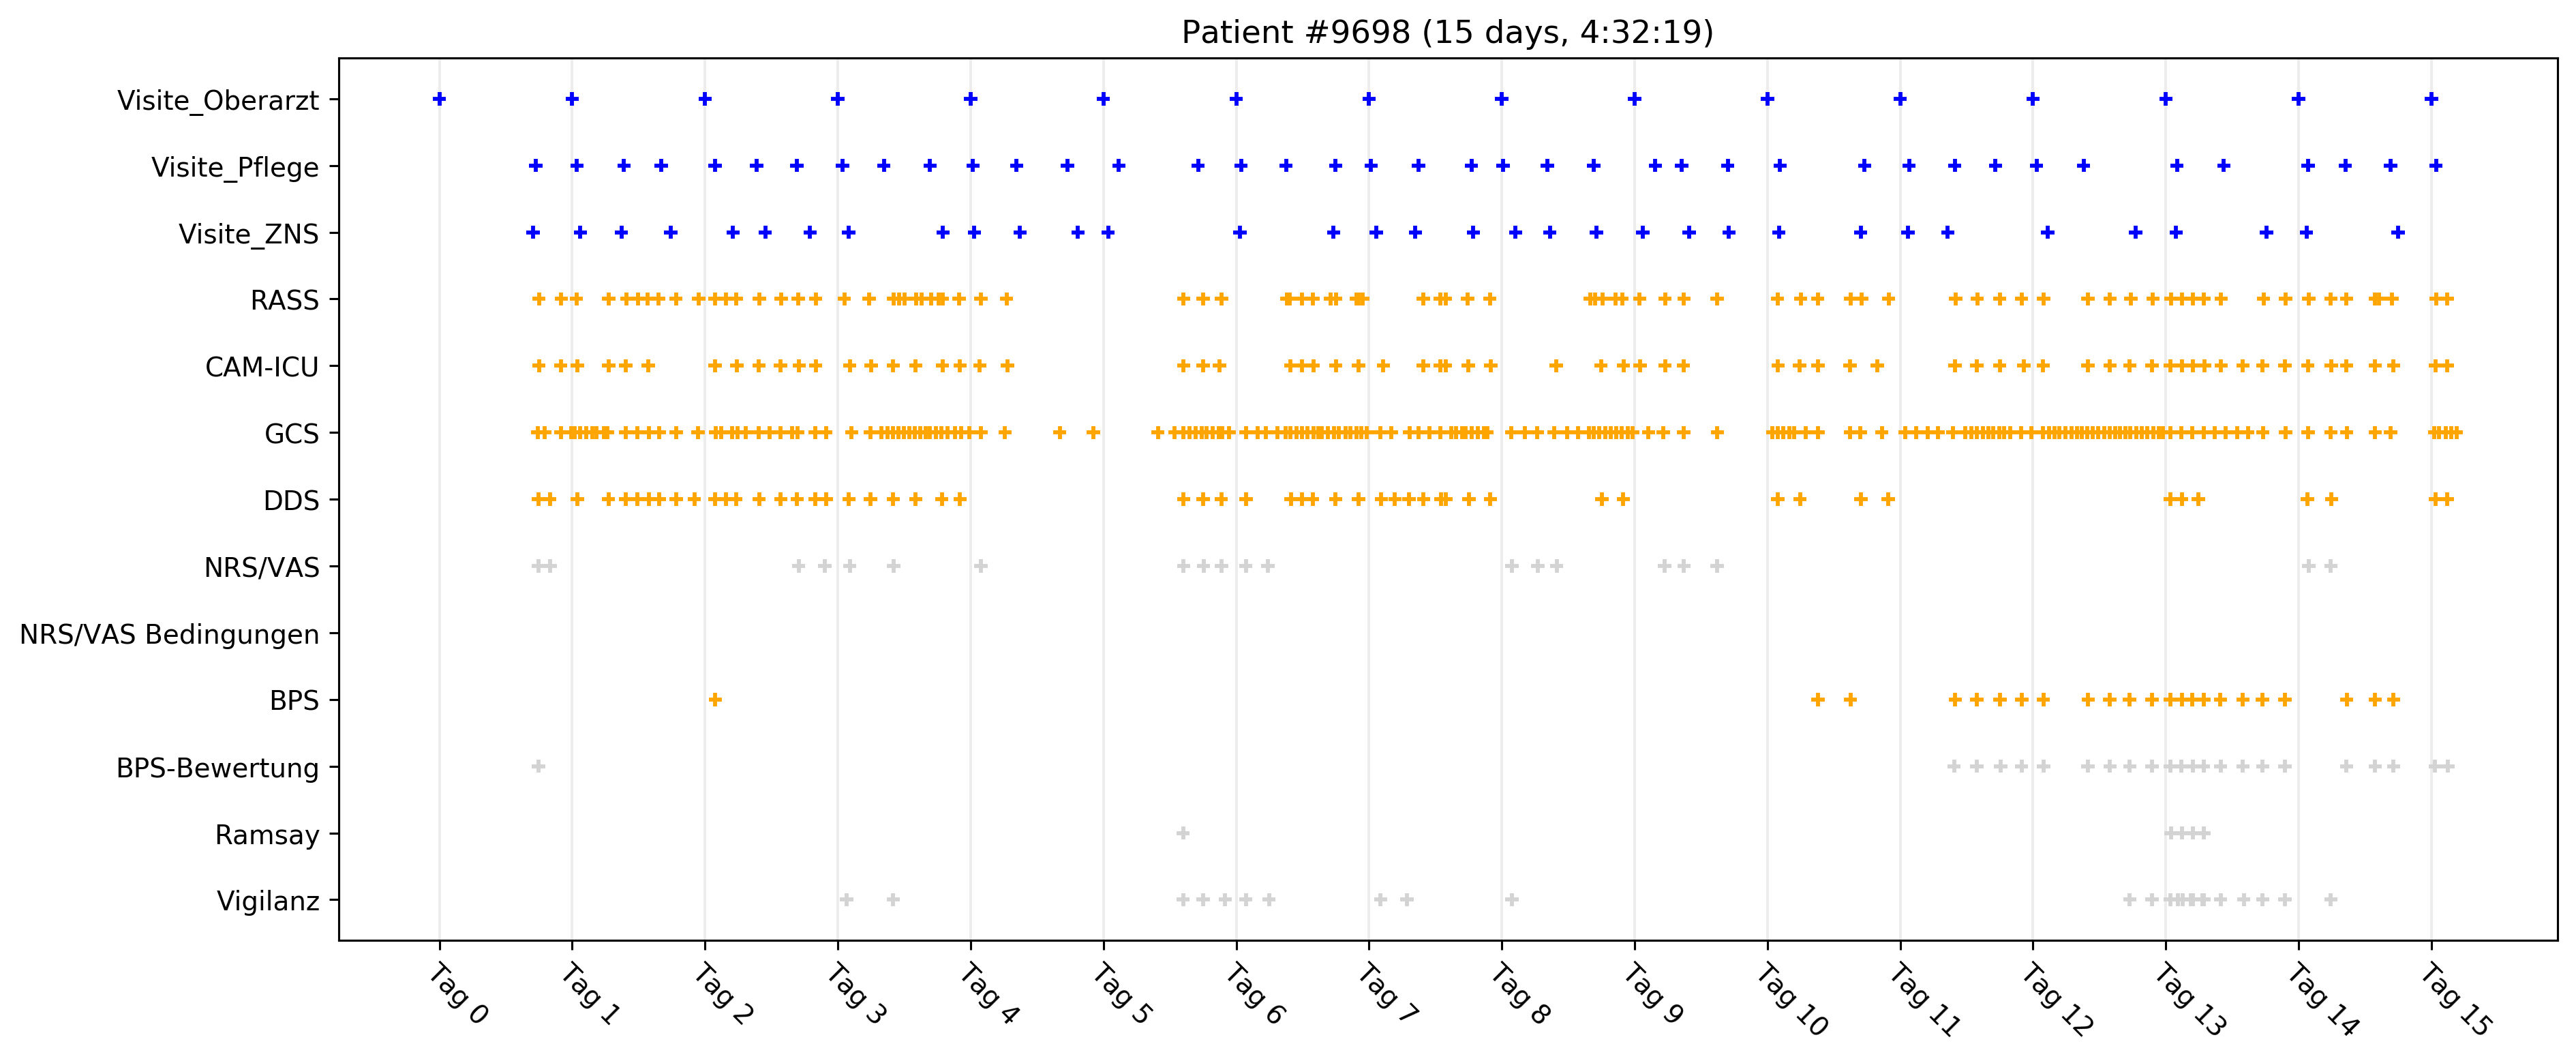 Patient #9698 (15 days, 4:32:19)
Visite_Oberarzt
Visite_Pflege
Visite_ZNS
RASS
CAM-ICU
GCS
DDS
NRS/VAS
NRS/VAS Bedingungen
BPS
BPS-Bewertung
Ramsay
Vigilanz
Tag 0
Tag 1
Tag 2
Tag 3
Tag 4
Tag 5
Tag 6
Tag 7
Tag 8
Tag 9
Tag 10
Tag 11
Tag 12
Tag 13
Tag 14
Tag 15